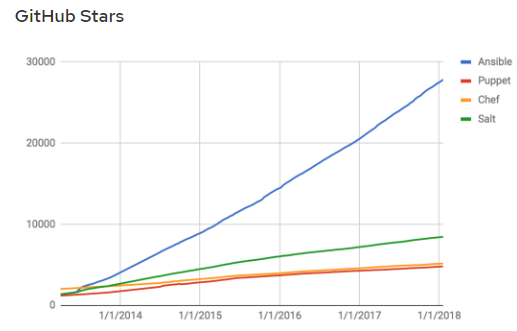 GitHub Stars
30000
20000
10000
0
1/1/2014 1/1/2015 1/1/2016 1/1/2017 1/1/2018
Ansible
Puppet
Chef
Salt